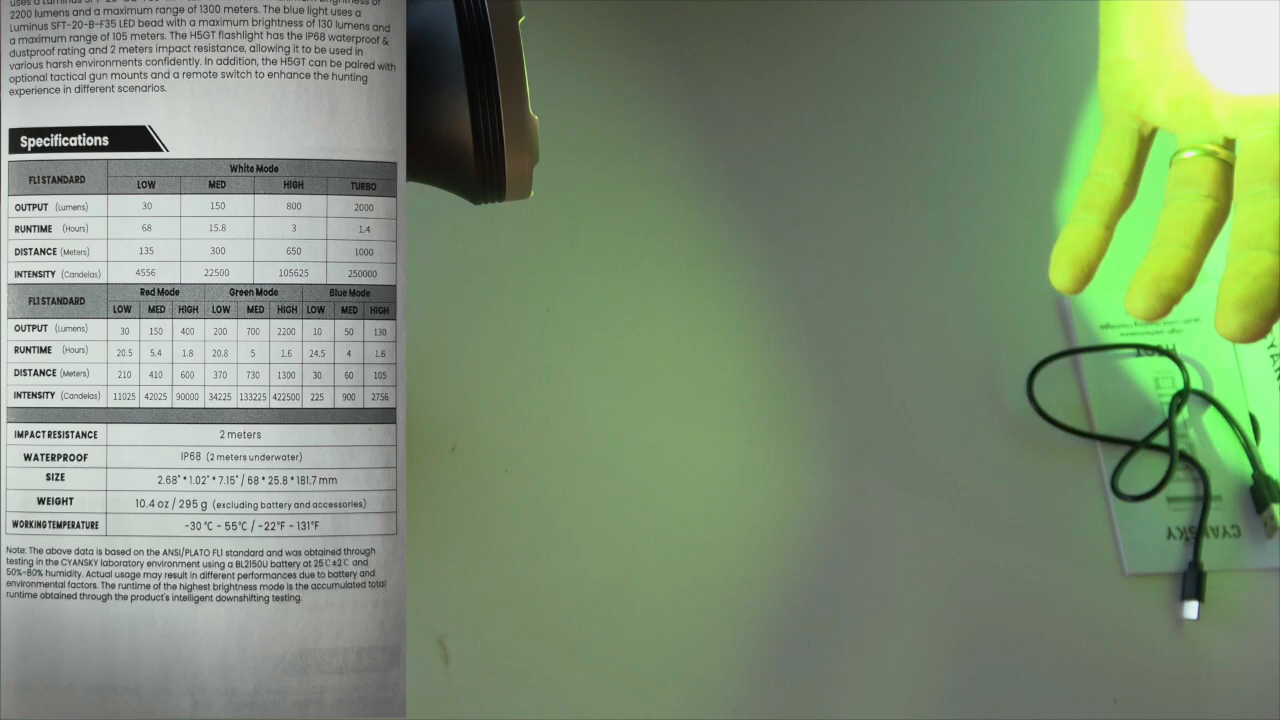 2200 lumens and a maximum range of 1300 meters. The blue light uses a
Luminus SFT-20-B-F35 LED bead with a maximum brightness of 130 lumens and
a maximum range of 105 meters. The H5GT flashlight has the IP68 waterproof &
dustproof rating and 2 meters impact resistance, allowing it to be used in
various harsh environments confidently. In addition, the H5GT can be paired with
optional tactical gun mounts and a remote switch to enhance the hunting
experience in different scenarios.
Specifications
FL1 STANDARD White Mode
LOW MED HIGH TURBO
OUTPUT (Lumens) 30 150 800 2000
RUNTIME (Hours) 68 15.8 3 1.4
DISTANCE (Meters) 135 300 650 1000
INTENSITY (Candelas) 4556 22500 105625 250000
FL1 STANDARD Red Mode Green Mode Blue Mode
LOW MED HIGH LOW MED HIGH LOW MED HIGH
OUTPUT (Lumens) 30 150 400 200 700 2200 10 50 130
RUNTIME (Hours) 20.5 5.4 1.8 20.8 5 1.6 24.5 4 1.6
DISTANCE (Meters) 210 410 600 370 730 1300 30 60 105
INTENSITY (Candelas) 11025 42025 90000 34225 133225 422500 225 900 2756
IMPACT RESISTANCE 2 meters
WATERPROOF IP68 (2 meters underwater)
SIZE 2.68" * 1.02" * 7.15" / 68 * 25.8 * 181.7 mm
WEIGHT 10.4 oz / 295 g (excluding battery and accessories)
WORKING TEMPERATURE -30℃ - 55℃ / -22°F - 131°F
Note: The above data is based on the ANSI/PLATO FL1 standard and was obtained through
testing in the CYANSKY laboratory environment using a BL2150U battery at 25℃±2℃ and
50%-80% humidity. Actual usage may result in different performances due to battery and
environmental factors. The runtime of the highest brightness mode is the accumulated total
runtime obtained through the product's intelligent downshifting testing.
H5GT
CYANSKY